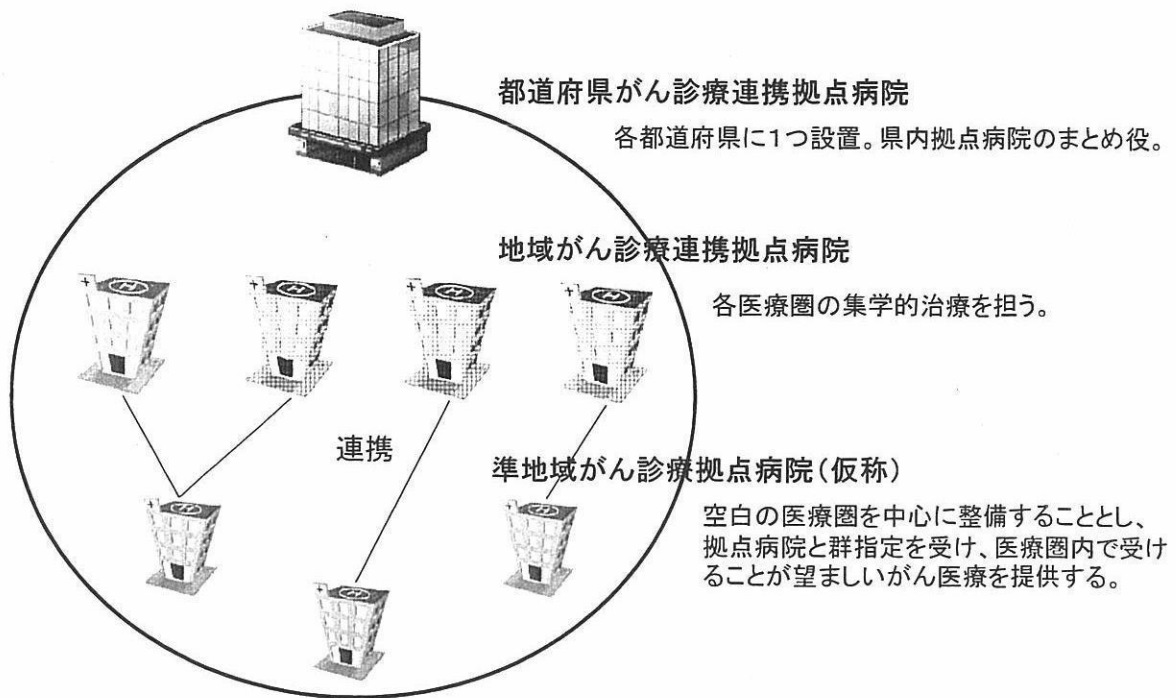 都道府県がん診療連携拠点病院
各都道府県に1つ設置。県内拠点病院のまとめ役。
地域がん診療連携拠点病院
各医療圏の集学的治療を担う。
連携
準地域がん診療拠点病院(仮称)
空白の医療圏を中心に整備することとし、
拠点病院と群指定を受け、医療圏内で受け
ることが望ましいがん医療を提供する。
H
H
H
H
H
H
H